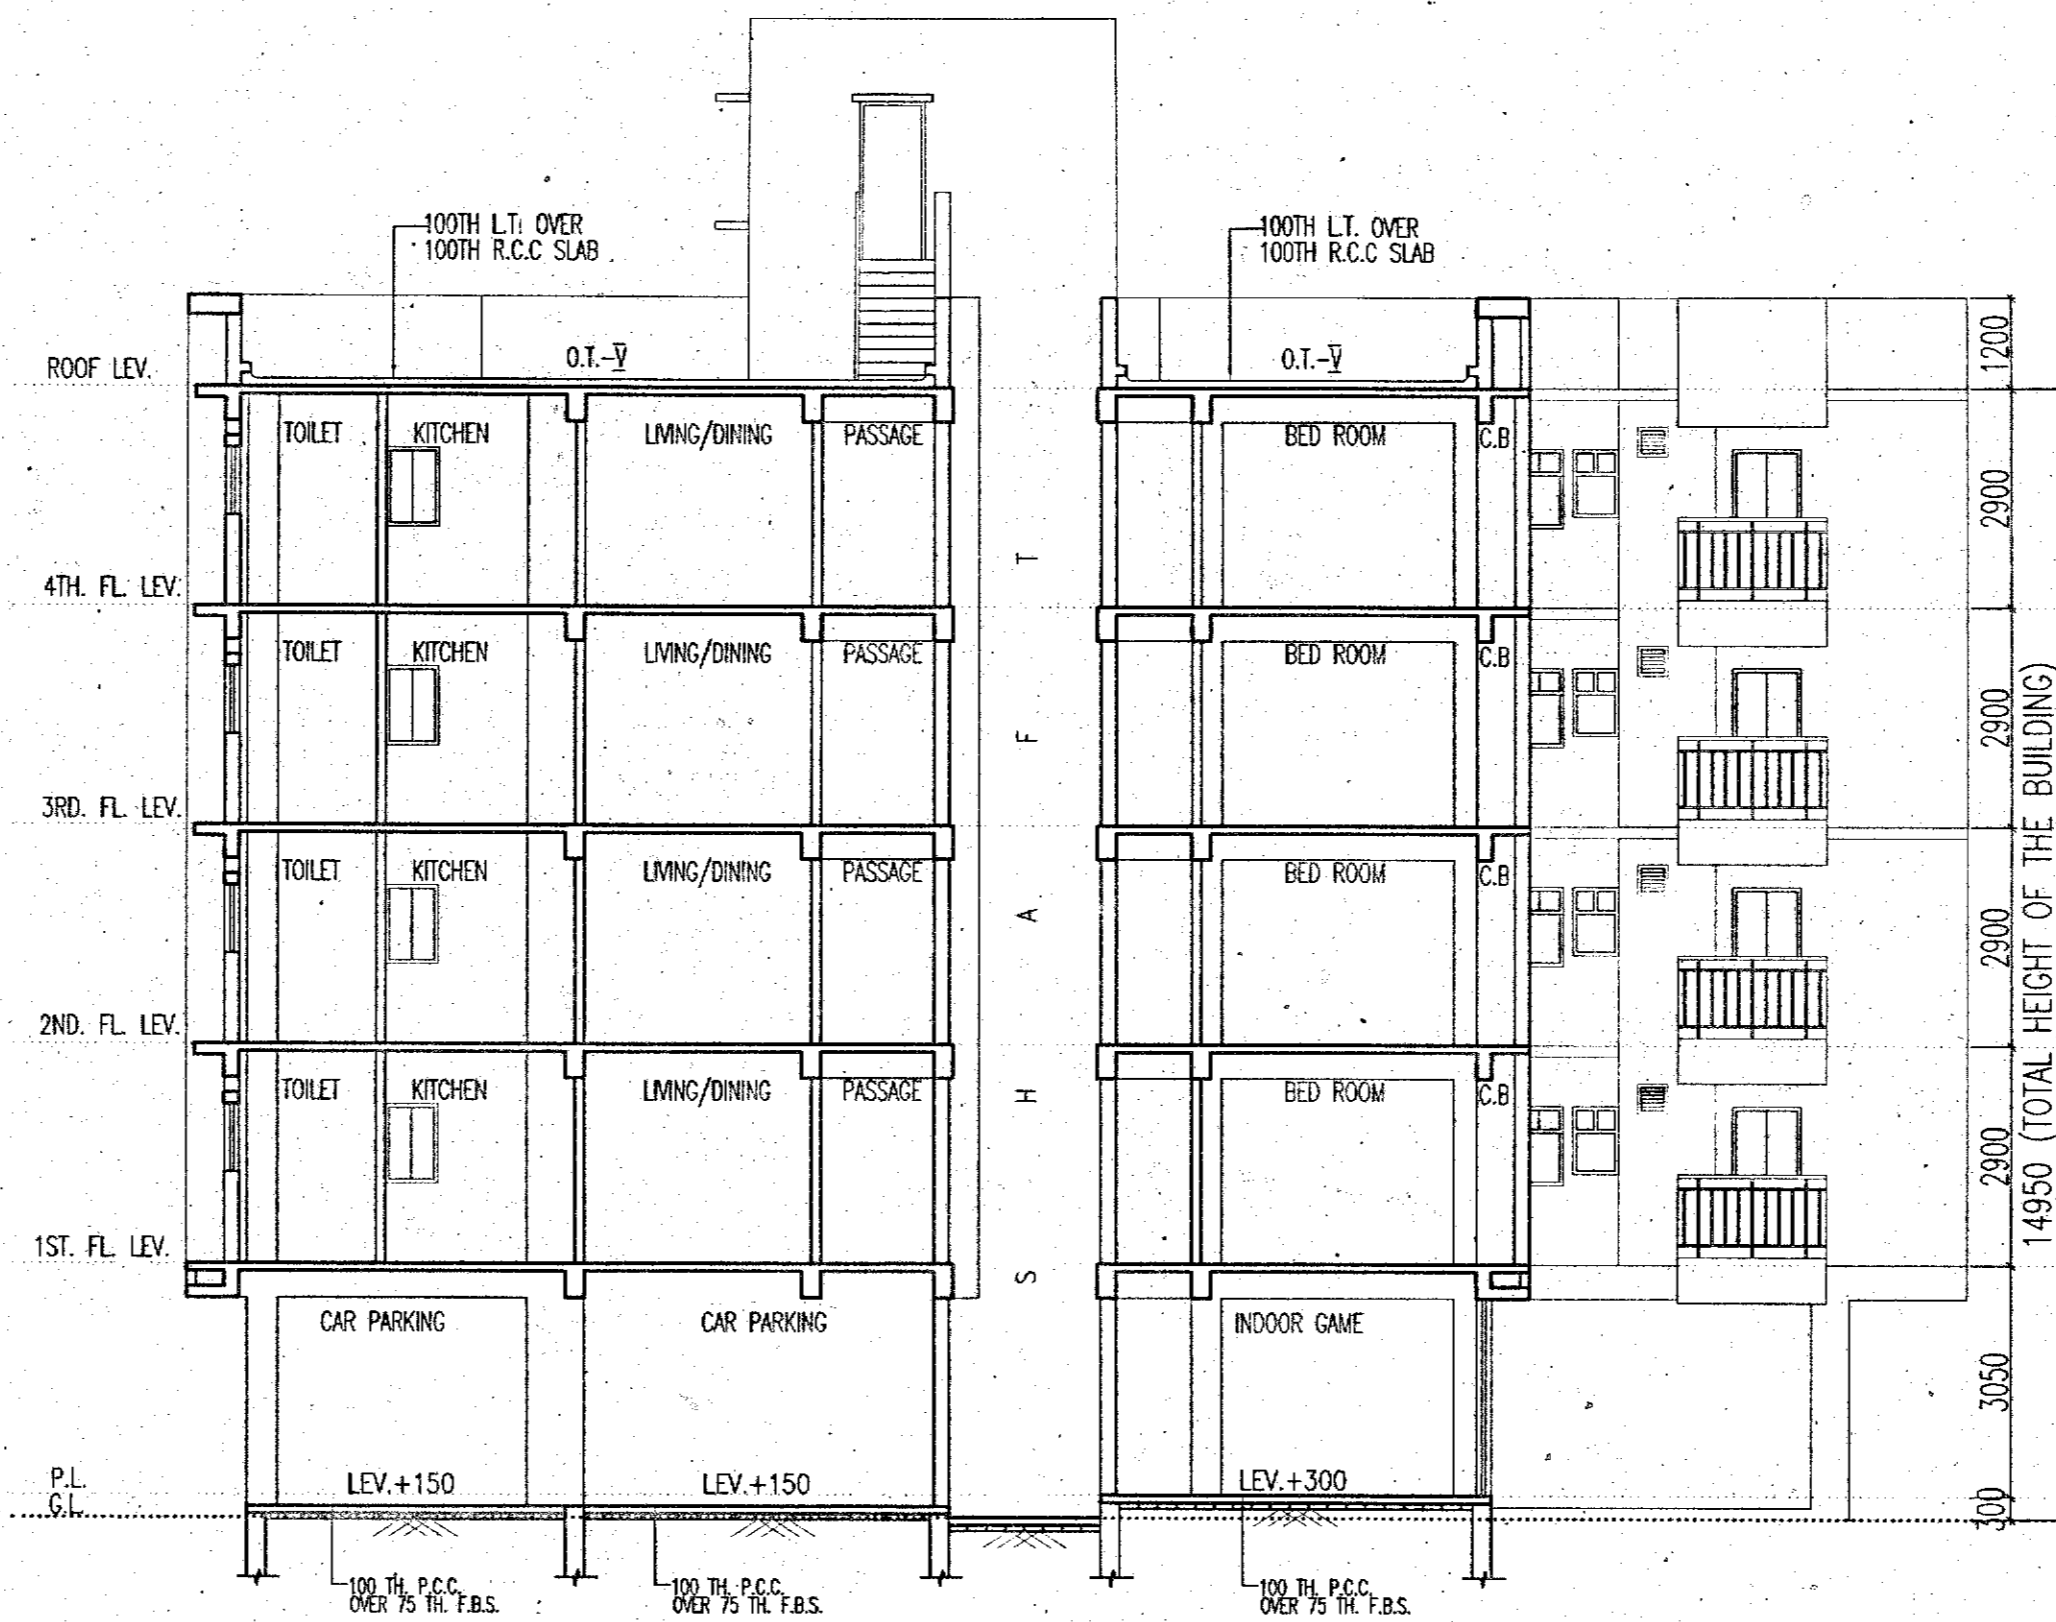 100TH L.T. OVER
100TH R.C.C SLAB
100TH L.T. OVER
100TH R.C.C SLAB
ROOF LEV.
O.T.-V
O.T.-V
1200
TOILET
KITCHEN
LIVING/DINING
PASSAGE
BED ROOM
C.B
2900
4TH. FL. LEV.
TOILET
KITCHEN
LIVING/DINING
PASSAGE
BED ROOM
C.B
2900
3RD. FL. LEV.
TOILET
KITCHEN
LIVING/DINING
PASSAGE
BED ROOM
C.B
2900
2ND. FL. LEV.
TOILET
KITCHEN
LIVING/DINING
PASSAGE
BED ROOM
C.B
2900
1ST. FL. LEV.
S H A F T
14950 (TOTAL HEIGHT OF THE BUILDING)
CAR PARKING
CAR PARKING
INDOOR GAME
3050
LEV.+150
LEV.+150
LEV.+300
P.L.
G.L.
300
100 TH. P.C.C.
OVER 75 TH. F.B.S.
100 TH. P.C.C.
OVER 75 TH. F.B.S.
100 TH. P.C.C.
OVER 75 TH. F.B.S.